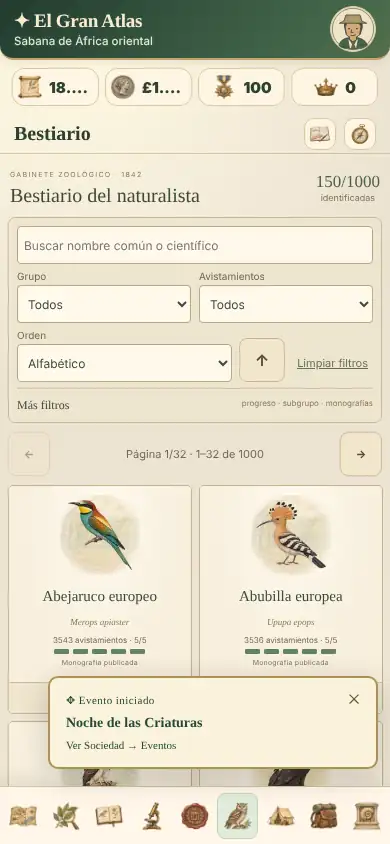 ✦ El Gran Atlas
Sabana de África oriental
18.... £1.... 100 0
Bestiario
GABINETE ZOOLÓGICO · 1842
Bestiario del naturalista
150/1000
identificadas
Buscar nombre común o científico
Grupo Avistamientos
Todos Todos
Orden
Alfabético ↑ Limpiar filtros
Más filtros progreso · subgrupo · monografías
← Página 1/32 · 1–32 de 1000 →
Abejaruco europeo
Merops apiaster
3543 avistamientos · 5/5
Monografía publicada
Abubilla europea
Upupa epops
3536 avistamientos · 5/5
Monografía publicada
✥ Evento iniciado
Noche de las Criaturas
Ver Sociedad → Eventos